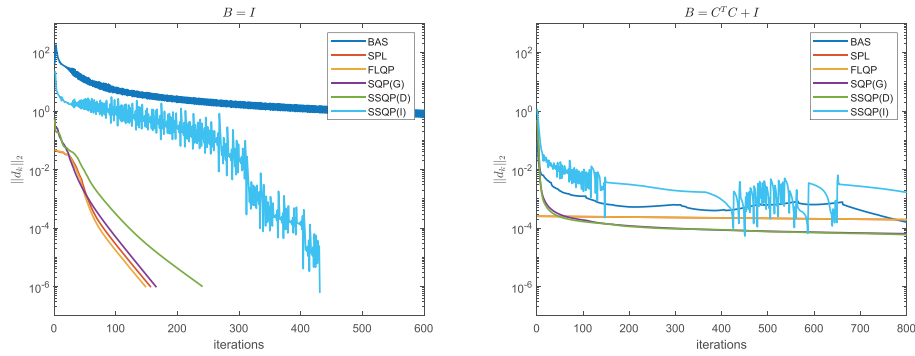 B = I
||d_k||_2
10^2
10^0
10^-2
10^-4
10^-6
0 100 200 300 400 500 600
iterations
BAS
SPL
FLQP
SQP(G)
SSQP(D)
SSQP(I)
B = C^T C + I
||d_k||_2
10^2
10^0
10^-2
10^-4
10^-6
0 100 200 300 400 500 600 700 800
iterations
BAS
SPL
FLQP
SQP(G)
SSQP(D)
SSQP(I)